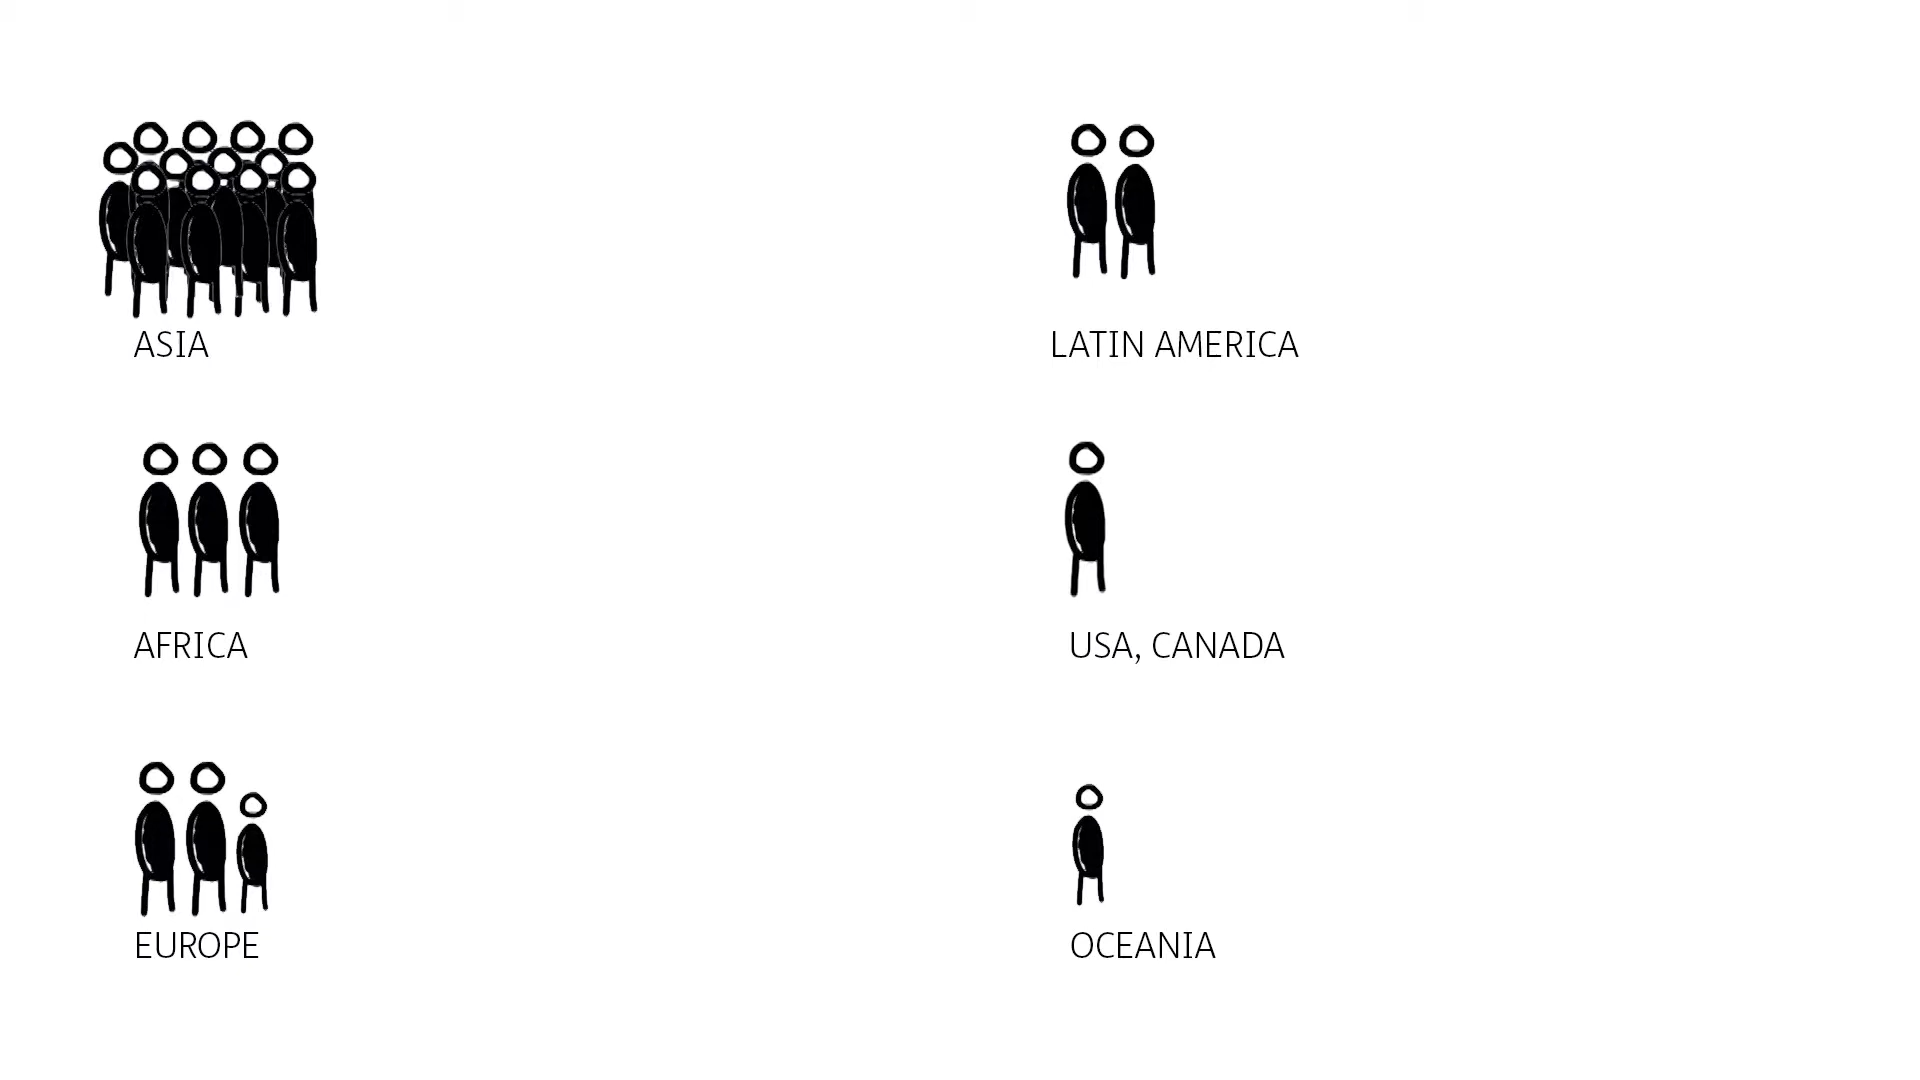 ASIA
LATIN AMERICA
AFRICA
USA, CANADA
EUROPE
OCEANIA